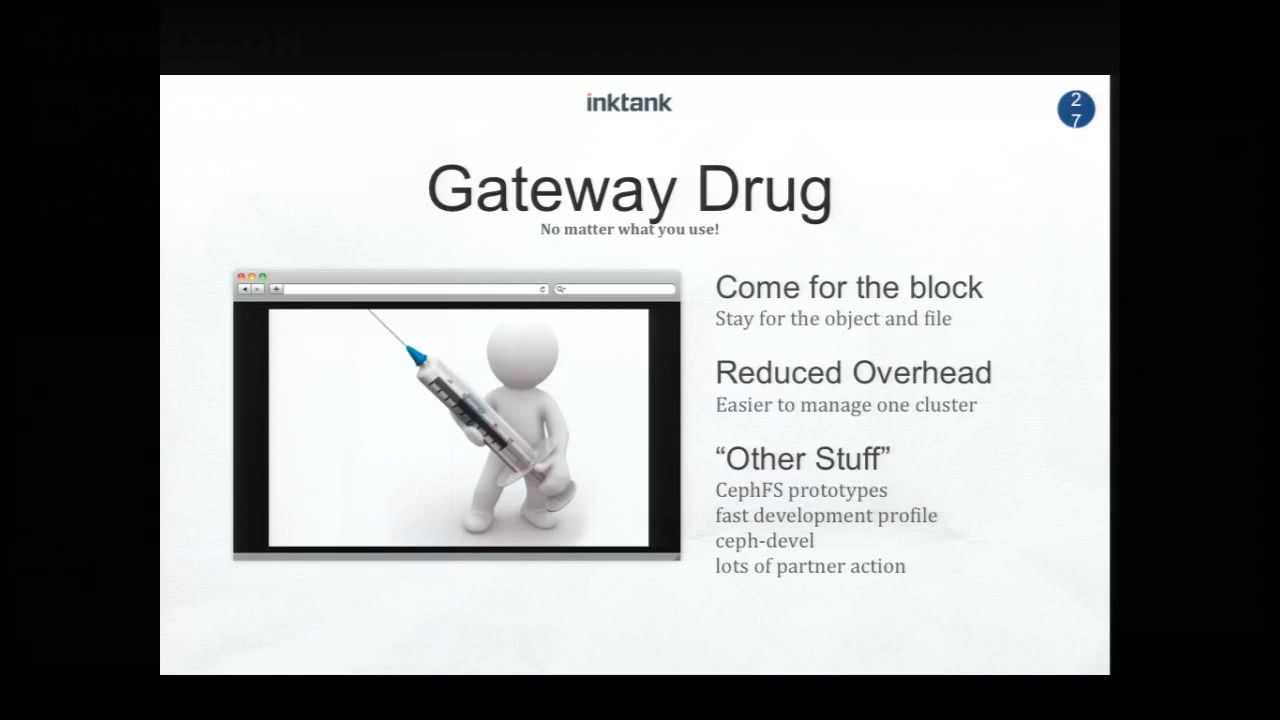 inktank
2
7
Gateway Drug
No matter what you use!
Come for the block
Stay for the object and file
Reduced Overhead
Easier to manage one cluster
“Other Stuff”
CephFS prototypes
fast development profile
ceph-devel
lots of partner action